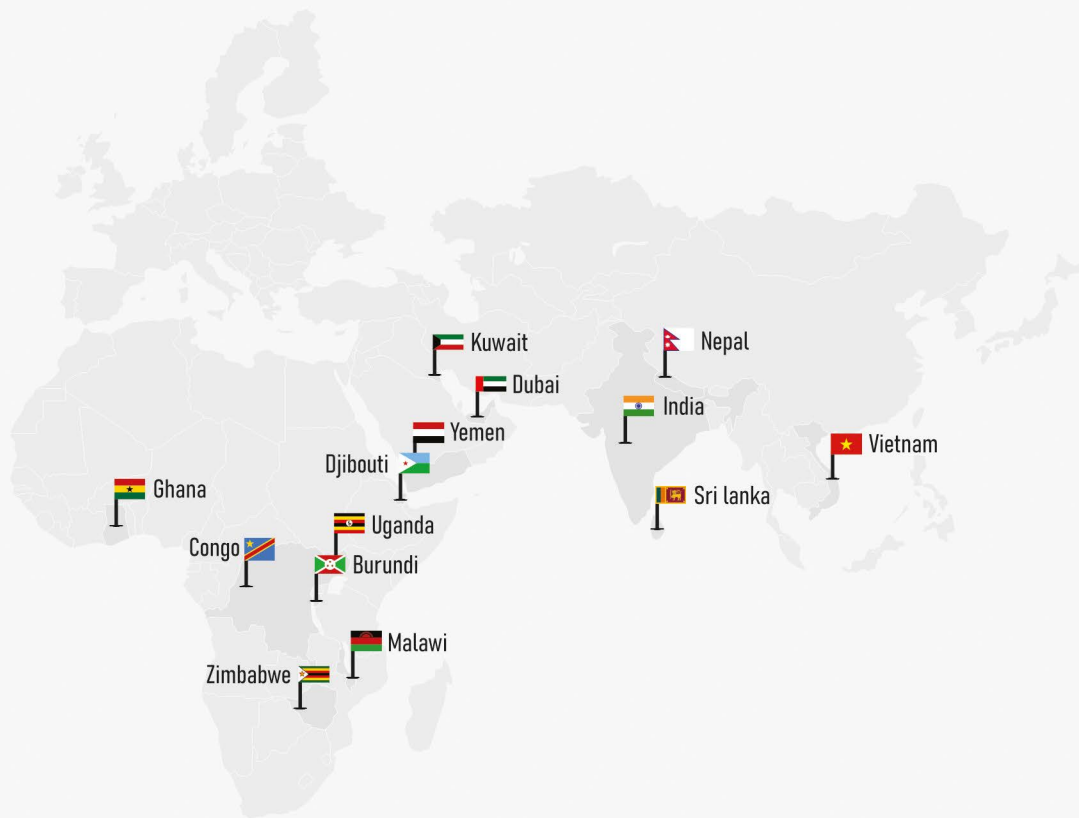 Kuwait
Nepal
Dubai
India
Yemen
Vietnam
Djibouti
Ghana
Sri lanka
Uganda
Congo
Burundi
Malawi
Zimbabwe